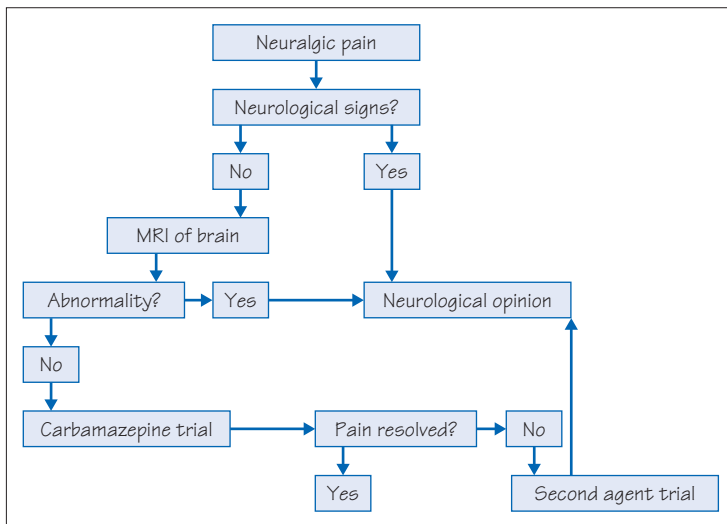 Neuralgic pain
Neurological signs?
No
Yes
MRI of brain
Abnormality?
Yes
Neurological opinion
No
Carbamazepine trial
Pain resolved?
No
Yes
Second agent trial